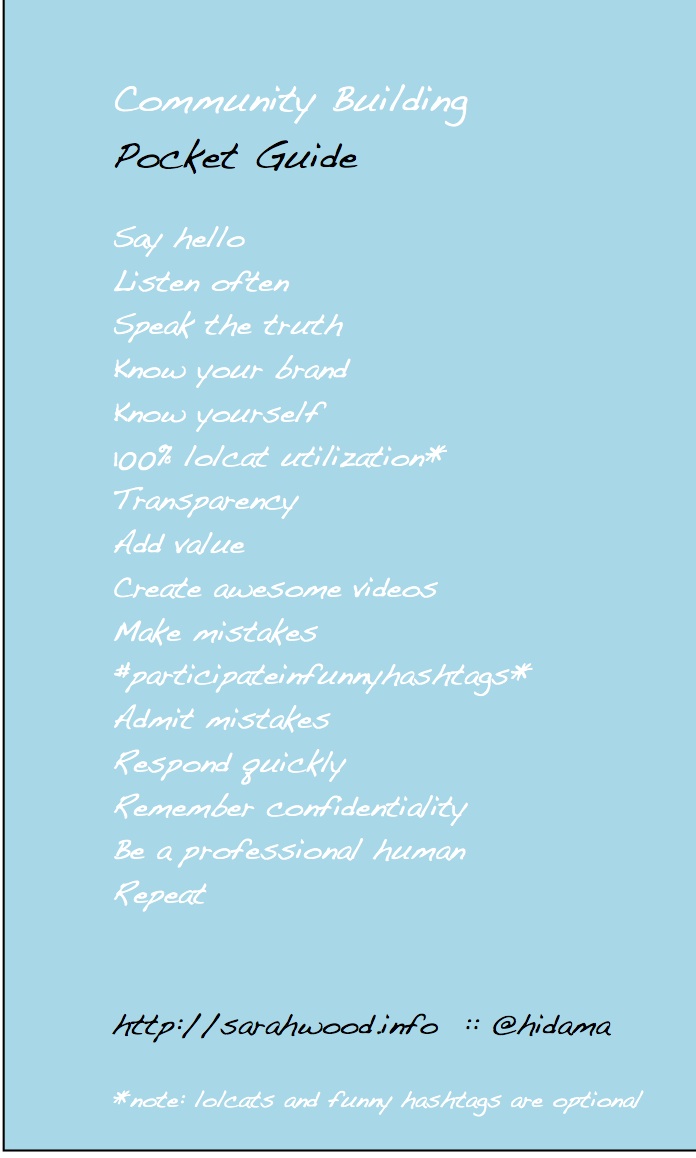 Community Building
Pocket Guide
Say hello
Listen often
Speak the truth
Know your brand
Know yourself
100% lolcat utilization*
Transparency
Add value
Create awesome videos
Make mistakes
#participateinfunnyhashtags*
Admit mistakes
Respond quickly
Remember confidentiality
Be a professional human
Repeat
http://sarahwood.info :: @hidama
*note: lolcats and funny hashtags are optional